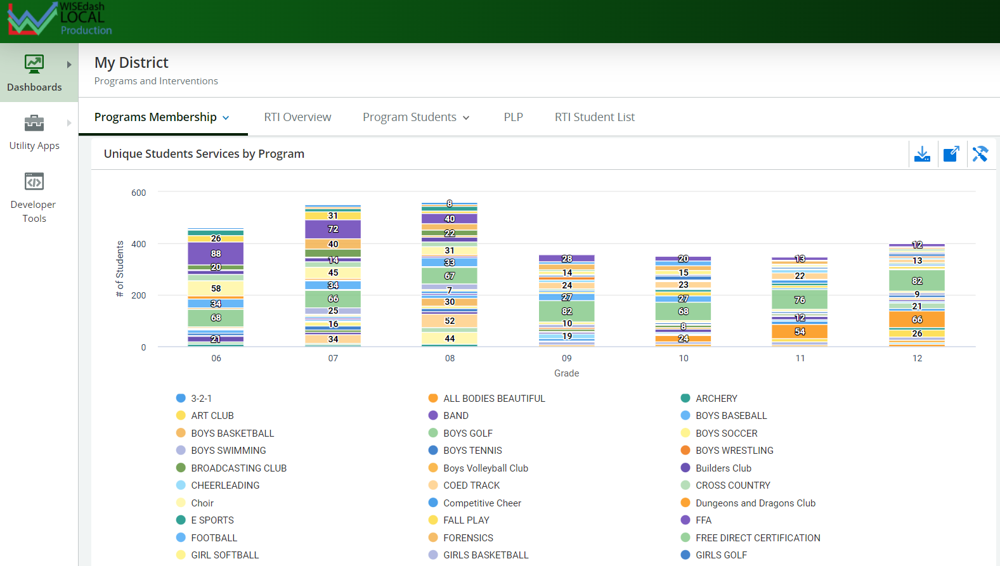 WISEdash
LOCAL
Production
Dashboards
Utility Apps
Developer
Tools
My District
Programs and Interventions
Programs Membership
RTI Overview
Program Students
PLP
RTI Student List
Unique Students Services by Program
# of Students
600
400
200
0
26
88
20
58
34
68
21
31
72
40
14
45
34
66
25
16
34
8
40
22
31
33
67
7
30
52
44
28
14
24
27
82
10
19
20
15
23
27
68
8
24
13
22
76
12
54
12
13
82
9
21
66
26
06
07
08
09
10
11
12
Grade
3-2-1
ALL BODIES BEAUTIFUL
ARCHERY
ART CLUB
BAND
BOYS BASEBALL
BOYS BASKETBALL
BOYS GOLF
BOYS SOCCER
BOYS SWIMMING
BOYS TENNIS
BOYS WRESTLING
BROADCASTING CLUB
Boys Volleyball Club
Builders Club
CHEERLEADING
COED TRACK
CROSS COUNTRY
Choir
Competitive Cheer
Dungeons and Dragons Club
E SPORTS
FALL PLAY
FFA
FOOTBALL
FORENSICS
FREE DIRECT CERTIFICATION
GIRL SOFTBALL
GIRLS BASKETBALL
GIRLS GOLF